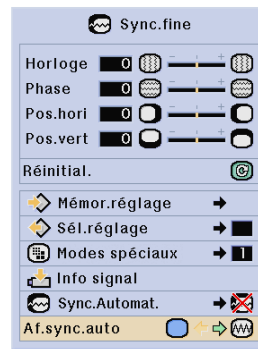 Sync.fine
Horloge 0
Phase 0
Pos.hori 0
Pos.vert 0
Réinitial.
Mémor.réglage
Sél.réglage
Modes spéciaux 1
Info signal
Sync.Automat.
Af.sync.auto